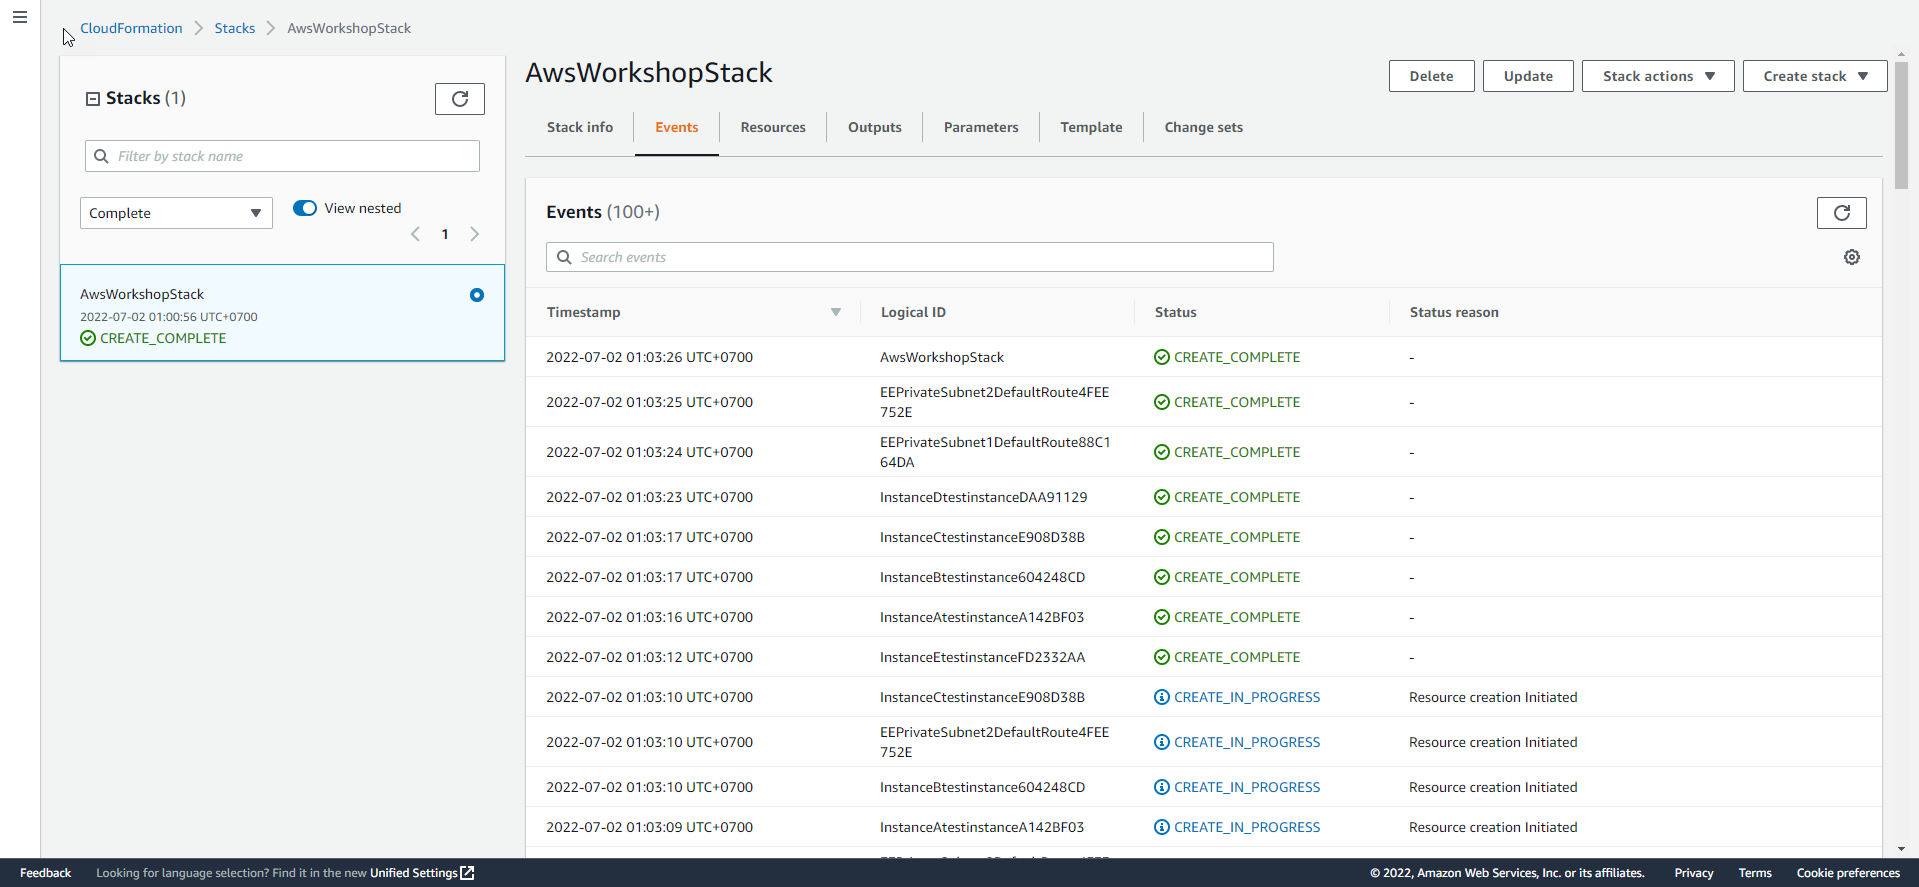 CloudFormation > Stacks > AwsWorkshopStack
Stacks (1)
Filter by stack name
Complete
View nested
1
AwsWorkshopStack
2022-07-02 01:00:56 UTC+0700
CREATE_COMPLETE
AwsWorkshopStack
Delete
Update
Stack actions
Create stack
Stack info
Events
Resources
Outputs
Parameters
Template
Change sets
Events (100+)
Search events
Timestamp Logical ID Status Status reason
2022-07-02 01:03:26 UTC+0700 AwsWorkshopStack CREATE_COMPLETE -
2022-07-02 01:03:25 UTC+0700 EEPrivateSubnet2DefaultRoute4FEE
752E CREATE_COMPLETE -
2022-07-02 01:03:24 UTC+0700 EEPrivateSubnet1DefaultRoute88C1
64DA CREATE_COMPLETE -
2022-07-02 01:03:23 UTC+0700 InstanceDtestinstanceDAA91129 CREATE_COMPLETE -
2022-07-02 01:03:17 UTC+0700 InstanceCtestinstanceE908D38B CREATE_COMPLETE -
2022-07-02 01:03:17 UTC+0700 InstanceBtestinstance604248CD CREATE_COMPLETE -
2022-07-02 01:03:16 UTC+0700 InstanceAtestinstanceA142BF03 CREATE_COMPLETE -
2022-07-02 01:03:12 UTC+0700 InstanceEtestinstanceFD2332AA CREATE_COMPLETE -
2022-07-02 01:03:10 UTC+0700 InstanceCtestinstanceE908D38B CREATE_IN_PROGRESS Resource creation Initiated
2022-07-02 01:03:10 UTC+0700 EEPrivateSubnet2DefaultRoute4FEE
752E CREATE_IN_PROGRESS Resource creation Initiated
2022-07-02 01:03:10 UTC+0700 InstanceBtestinstance604248CD CREATE_IN_PROGRESS Resource creation Initiated
2022-07-02 01:03:09 UTC+0700 InstanceAtestinstanceA142BF03 CREATE_IN_PROGRESS Resource creation Initiated
Feedback Looking for language selection? Find it in the new Unified Settings © 2022, Amazon Web Services, Inc. or its affiliates. Privacy Terms Cookie preferences